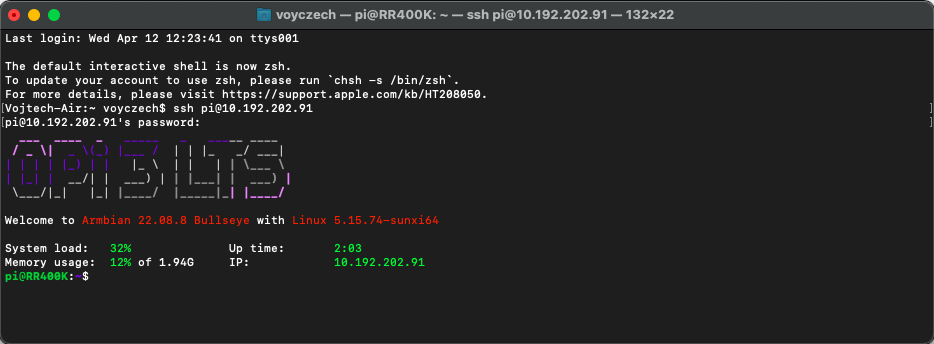 voyczech — pi@RR400K: ~ — ssh pi@10.192.202.91 — 132×22
Last login: Wed Apr 12 12:23:41 on ttys001
The default interactive shell is now zsh.
To update your account to use zsh, please run `chsh -s /bin/zsh`.
For more details, please visit https://support.apple.com/kb/HT208050.
[Vojtech-Air:~ voyczech$ ssh pi@10.192.202.91 ]
[pi@10.192.202.91's password: ]
OPi3 LTS
Welcome to Armbian 22.08.8 Bullseye with Linux 5.15.74-sunxi64
System load: 32% Up time: 2:03
Memory usage: 12% of 1.94G IP: 10.192.202.91
pi@RR400K:~$